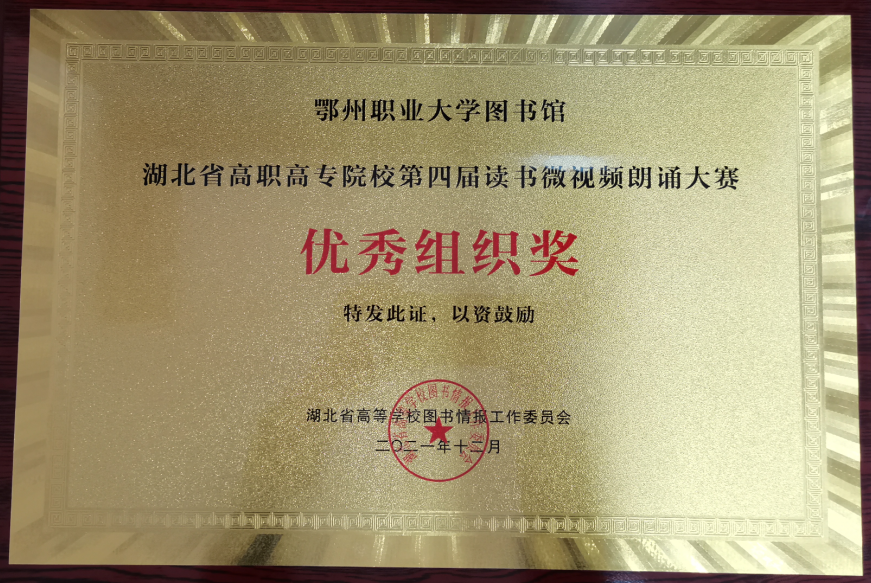 鄂州职业大学图书馆
湖北省高职高专院校第四届读书微视频朗诵大赛
优秀组织奖
特发此证，以资鼓励
湖北省高等学校图书情报工作委员会
二〇二一年十二月